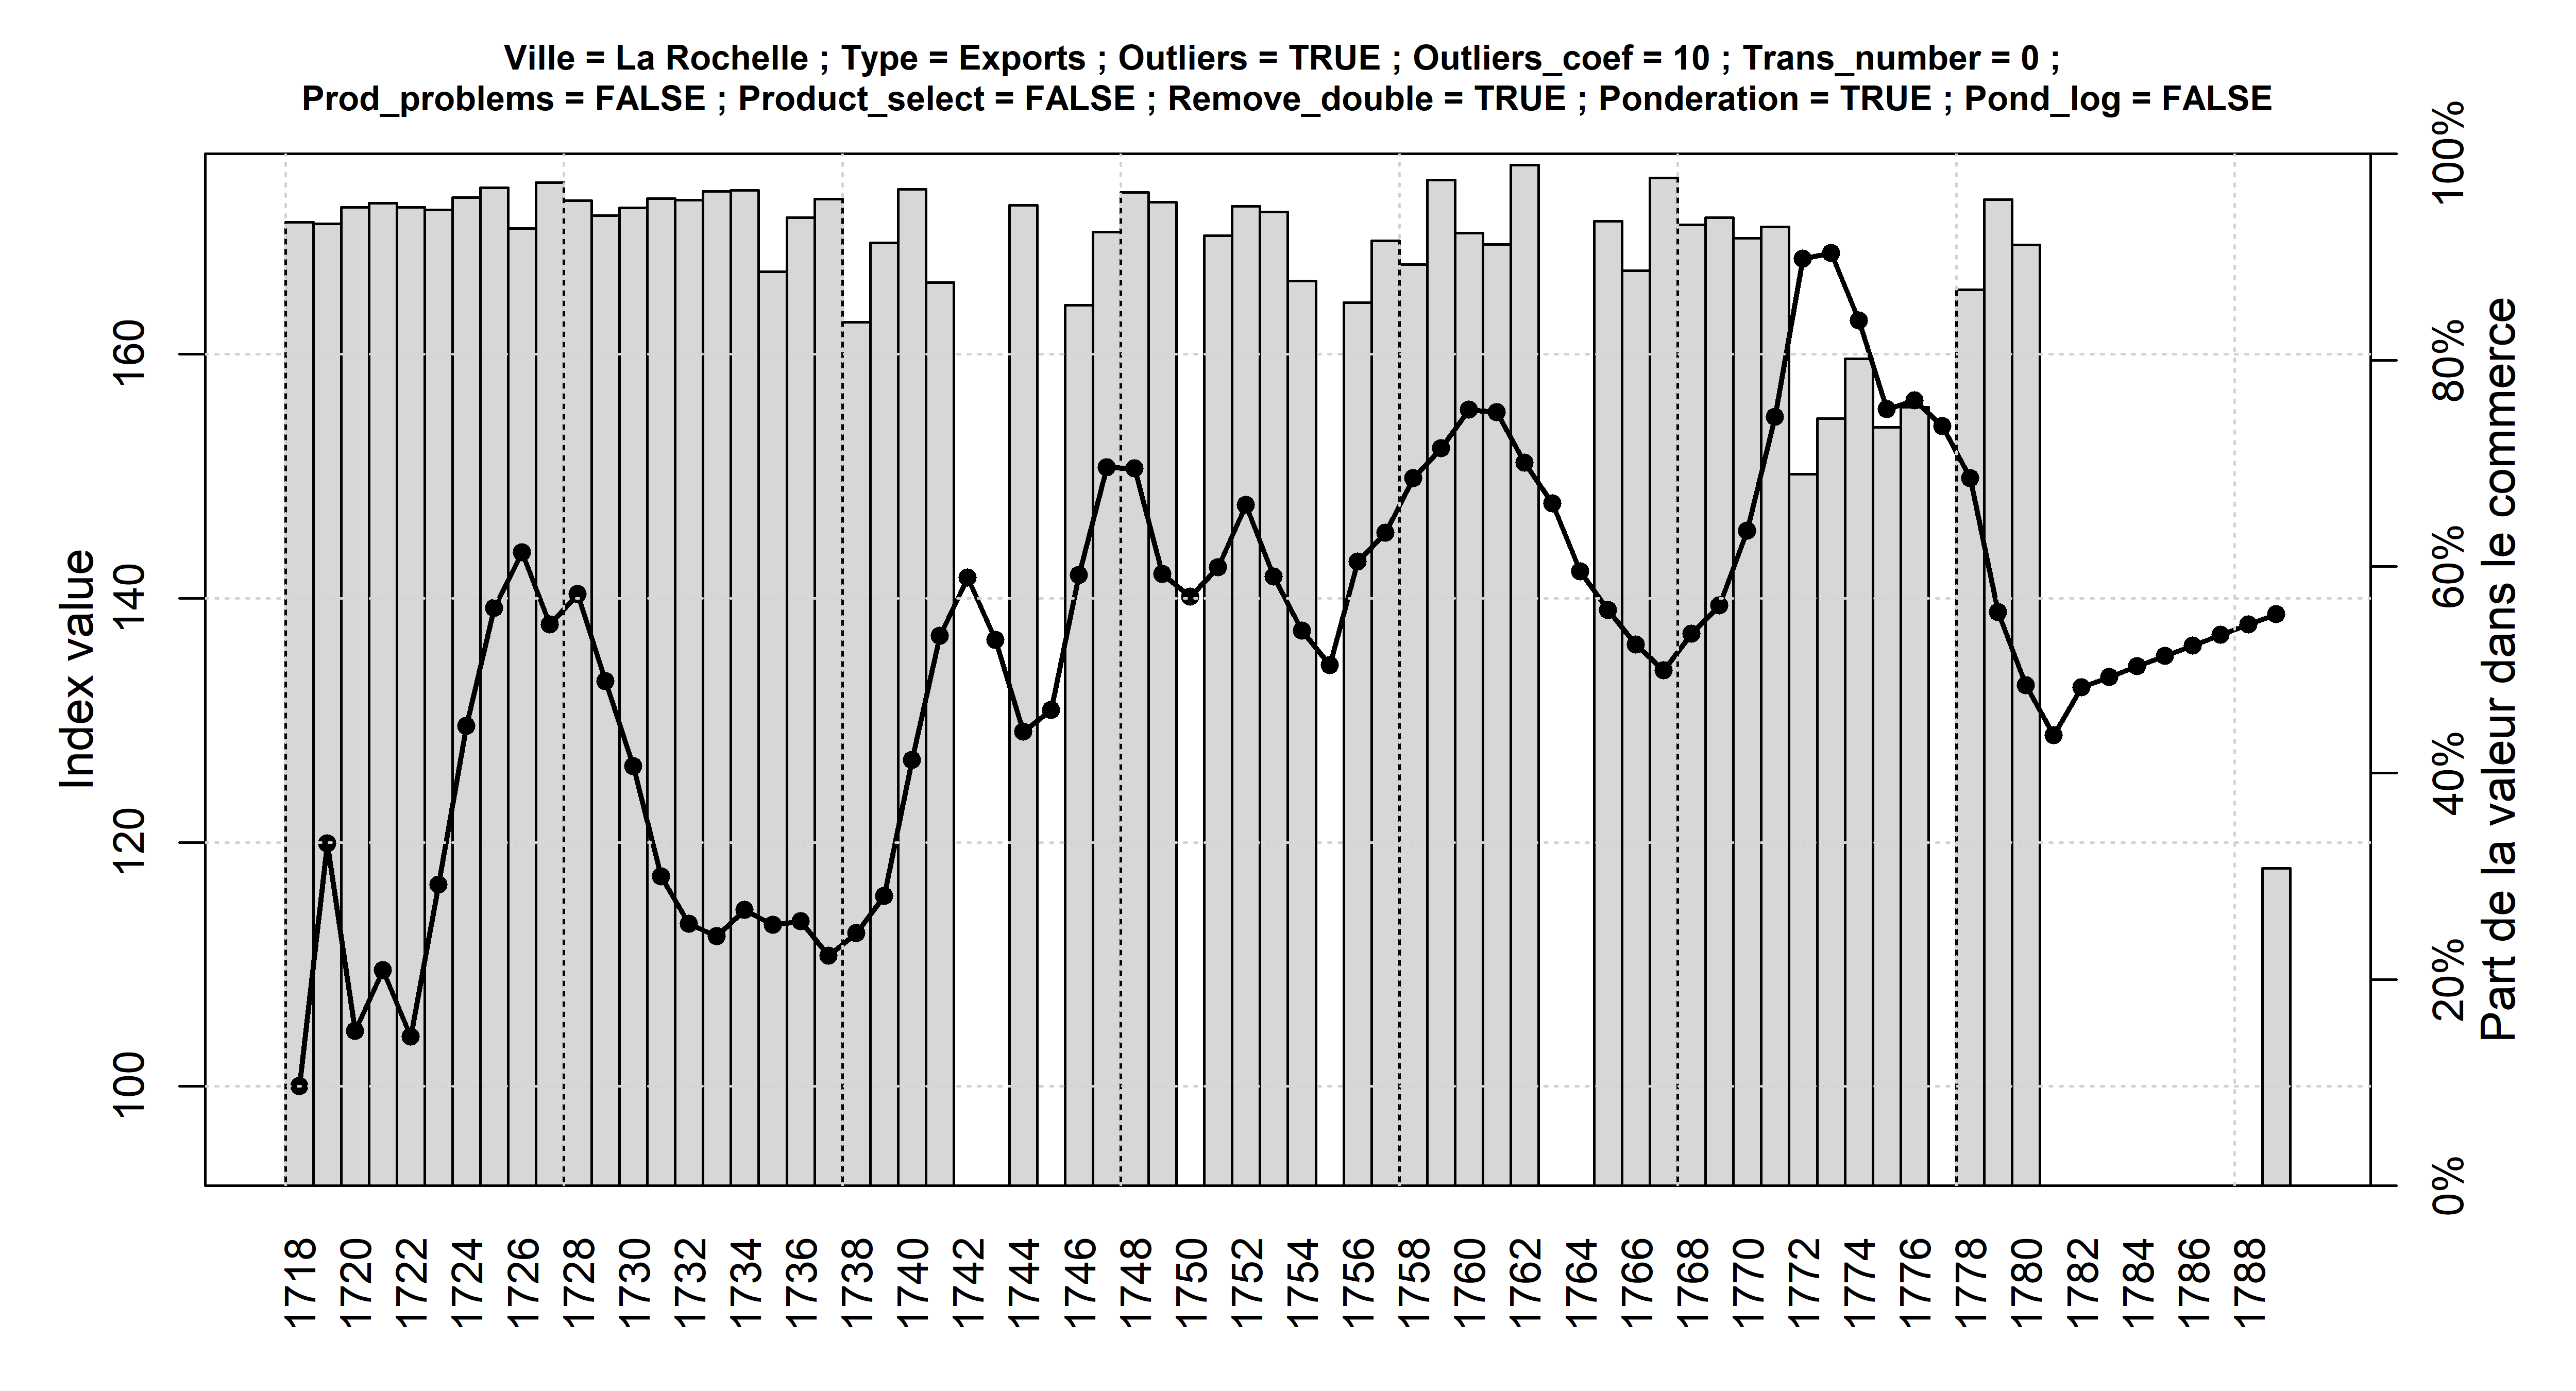 Ville = La Rochelle ; Type = Exports ; Outliers = TRUE ; Outliers_coef = 10 ; Trans_number = 0 ;
Prod_problems = FALSE ; Product_select = FALSE ; Remove_double = TRUE ; Ponderation = TRUE ; Pond_log = FALSE
Index value
160
140
120
100
100%
80%
60%
40%
20%
0%
Part de la valeur dans le commerce
1718 1720 1722 1724 1726 1728 1730 1732 1734 1736 1738 1740 1742 1744 1746 1748 1750 1752 1754 1756 1758 1760 1762 1764 1766 1768 1770 1772 1774 1776 1778 1780 1782 1784 1786 1788